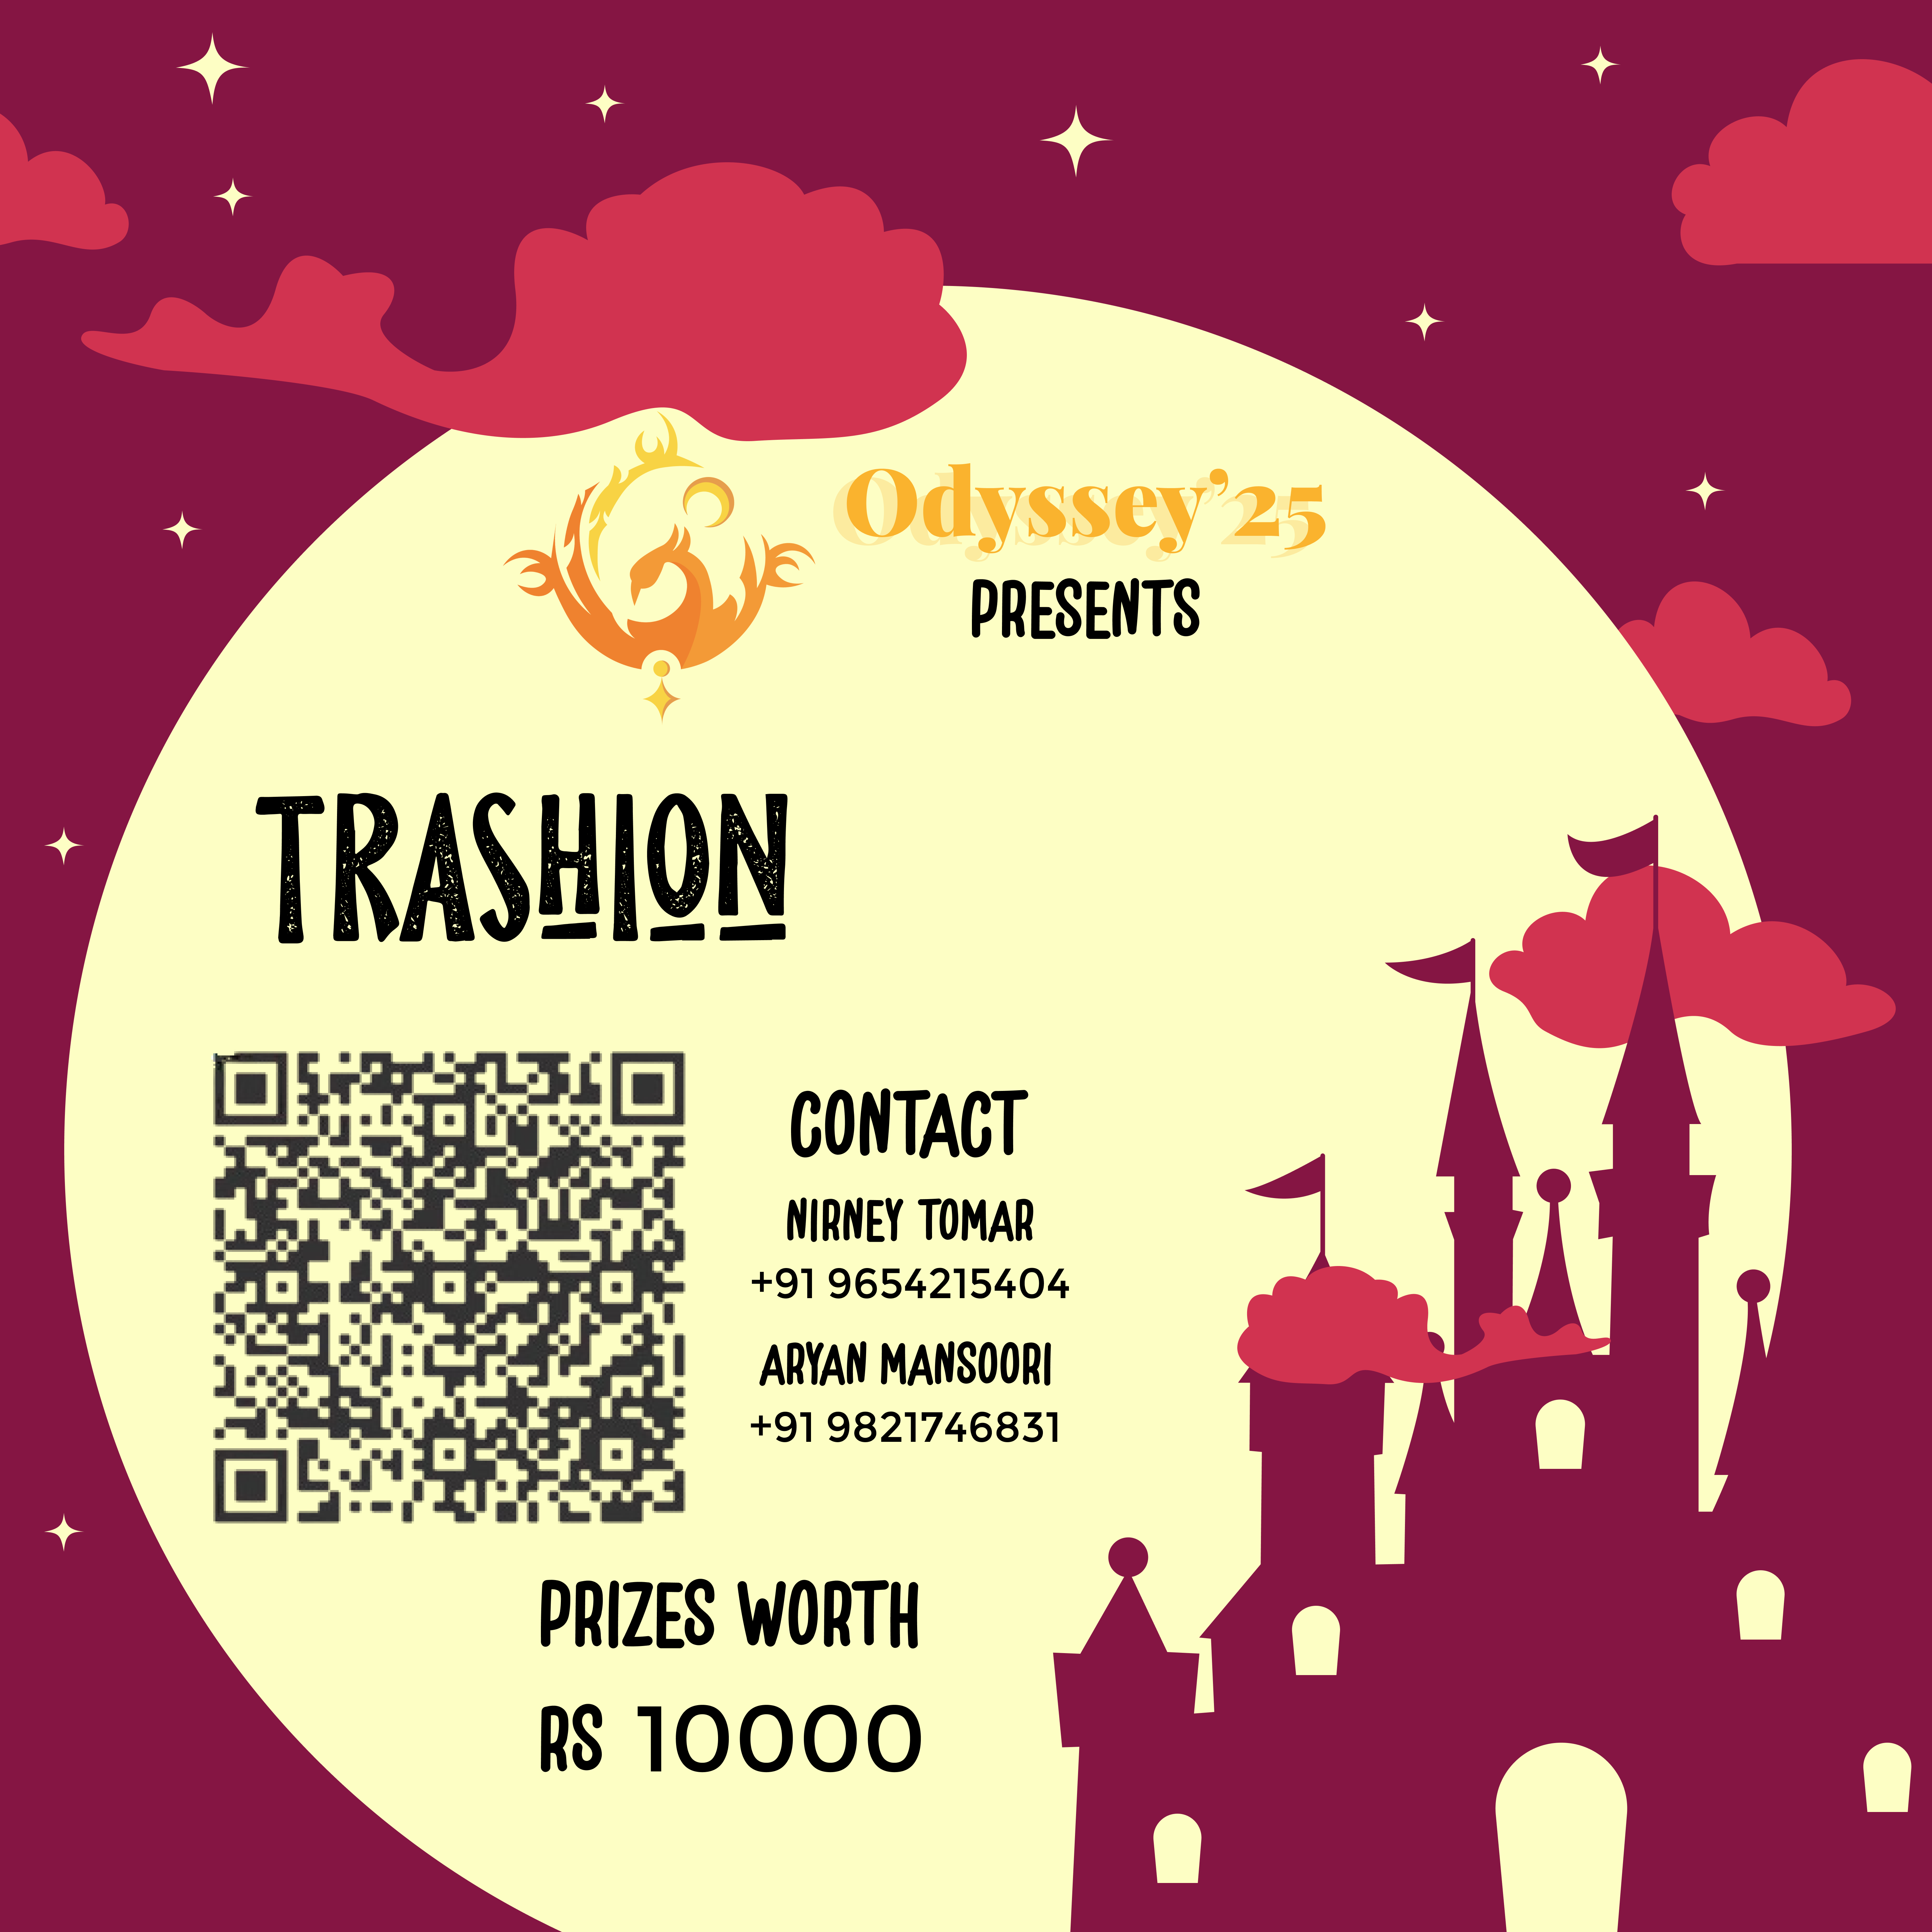 Odyssey'25
PRESENTS
TRASHION
CONTACT
NIRNEY TOMAR
+91 9654215404
ARYAN MANSOORI
+91 9821746831
PRIZES WORTH
RS 10000